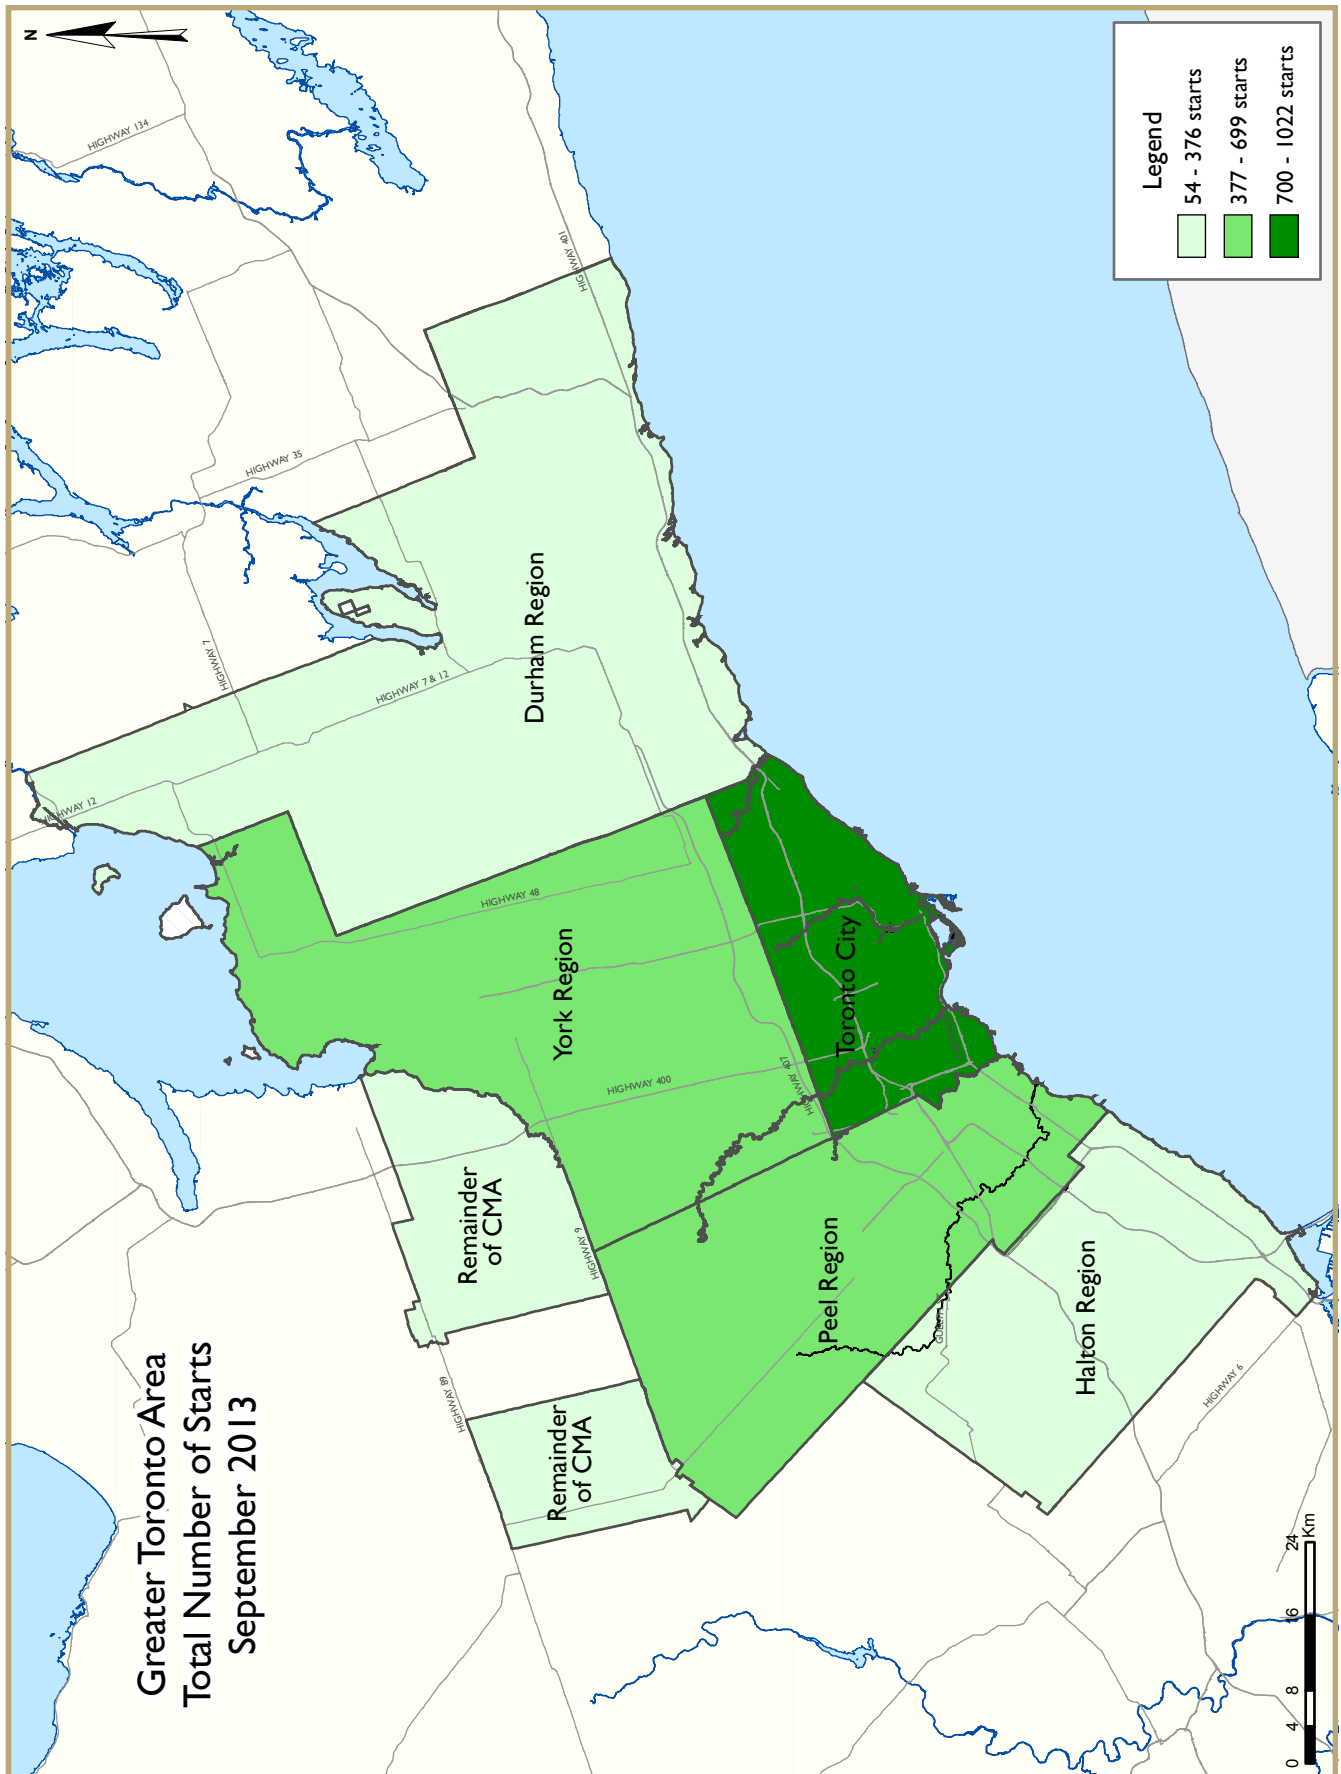 Greater Toronto Area
Total Number of Starts
September 2013
N
HIGHWAY 134
HIGHWAY 401
HIGHWAY 35
HIGHWAY 7
HIGHWAY 7 & 12
HIGHWAY 12
Durham Region
HIGHWAY 48
York Region
HIGHWAY 400
HIGHWAY 407
Toronto City
Remainder
of CMA
HIGHWAY 9
HIGHWAY 89
Remainder
of CMA
Peel Region
Halton Region
HIGHWAY 6
Legend
54 - 376 starts
377 - 699 starts
700 - 1022 starts
0 4 8 16 24
Km